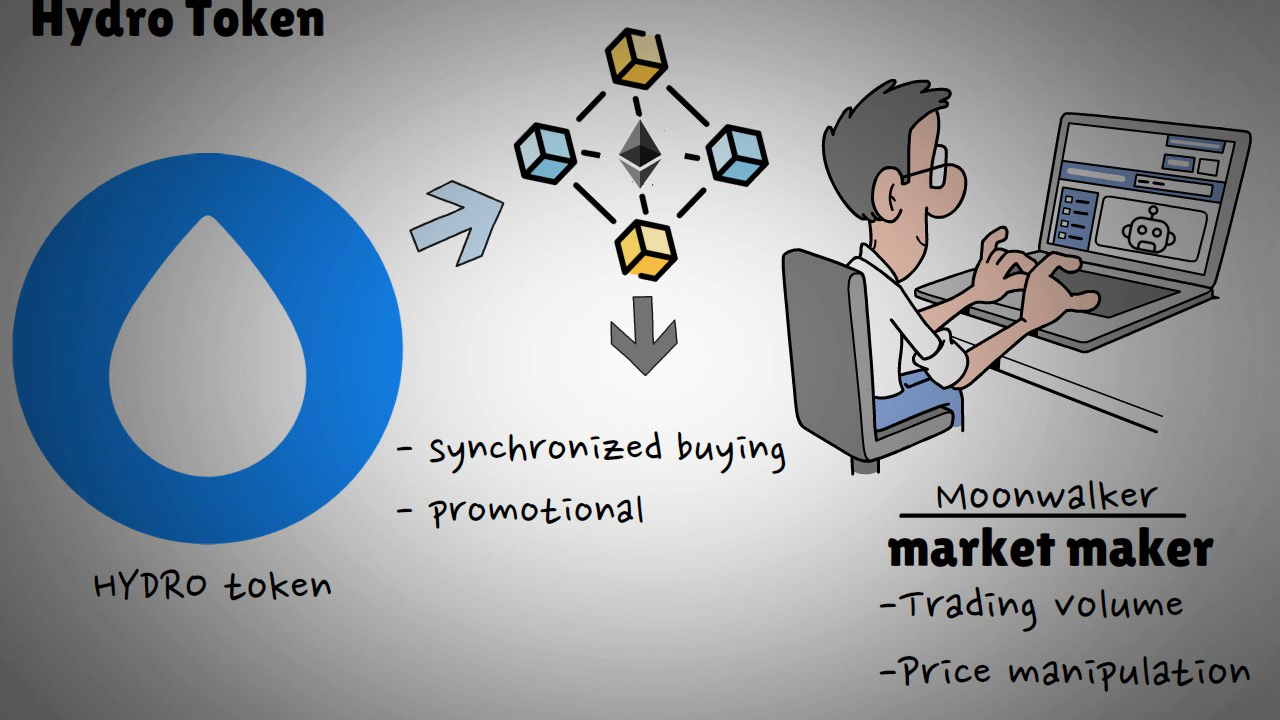 Hydro Token
- synchronized buying
- promotional
HYDRO token
Moonwalker
market maker
-Trading volume
-Price manipulation